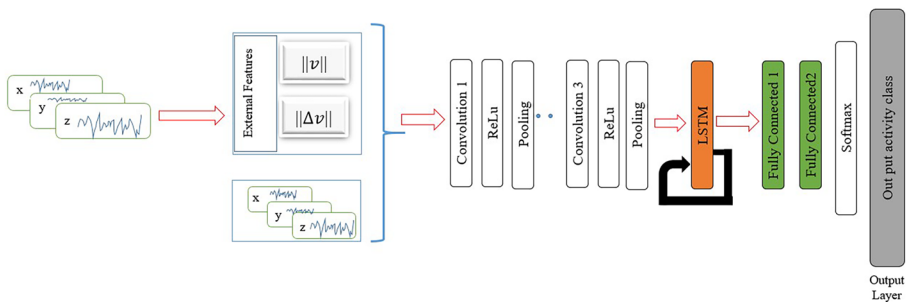 x
y
z
External Features
||v||
||Δv||
x
y
z
Convolution 1
ReLu
Pooling
Convolution 3
ReLu
Pooling
LSTM
Fully Connected 1
Fully Connected2
Softmax
Out put activity class
Output
Layer